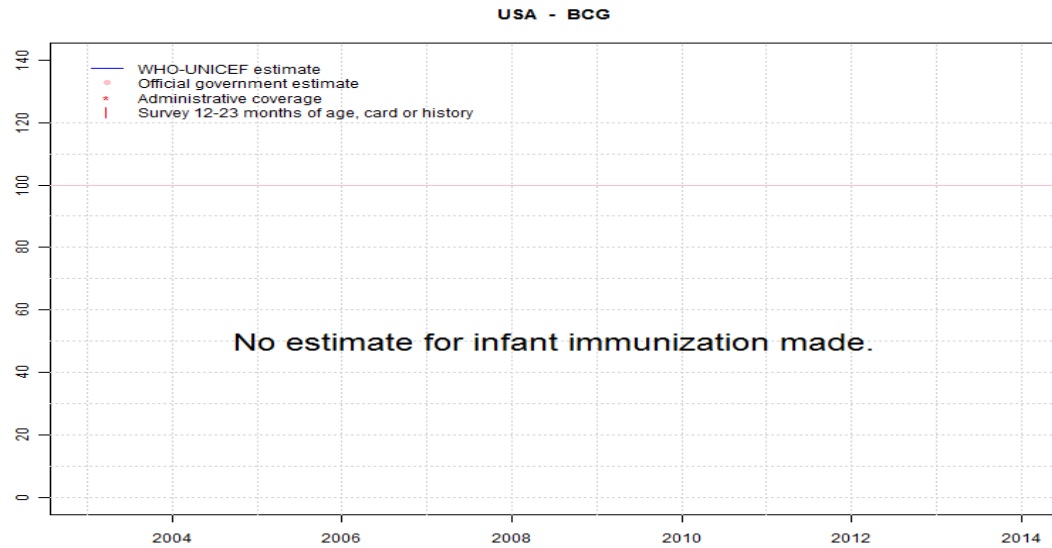 USA - BCG
WHO-UNICEF estimate
Official government estimate
Administrative coverage
Survey 12-23 months of age, card or history
140
120
100
80
60
40
20
0
No estimate for infant immunization made.
2004 2006 2008 2010 2012 2014